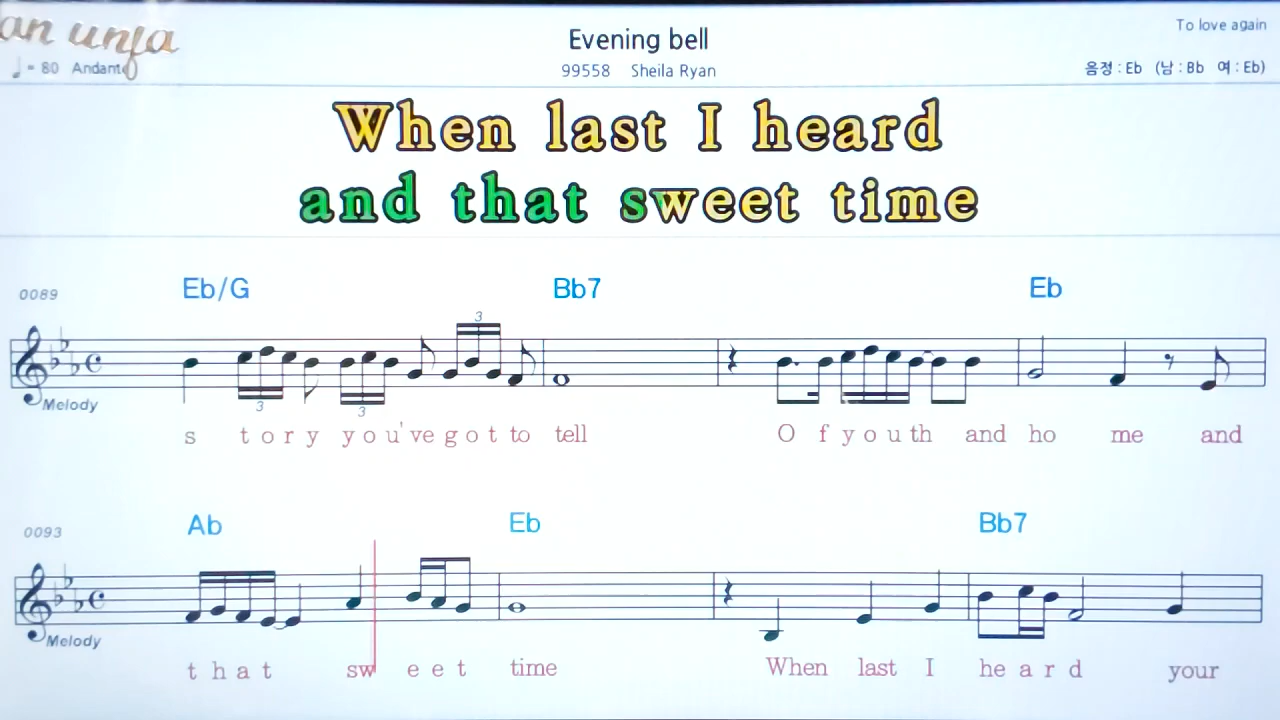 an unja
To love again
Evening bell
♩ = 80 Andante
99558 Sheila Ryan
음정 : Eb (남 : Bb 여 : Eb)
When last I heard
and that sweet time
0089 Eb/G Bb7 Eb
3
3 3
Melody
s t o r y y o u've g o t to tell O f y o u th and ho me and
0093 Ab Eb Bb7
Melody
t h a t sw e e t time When last I he a r d your